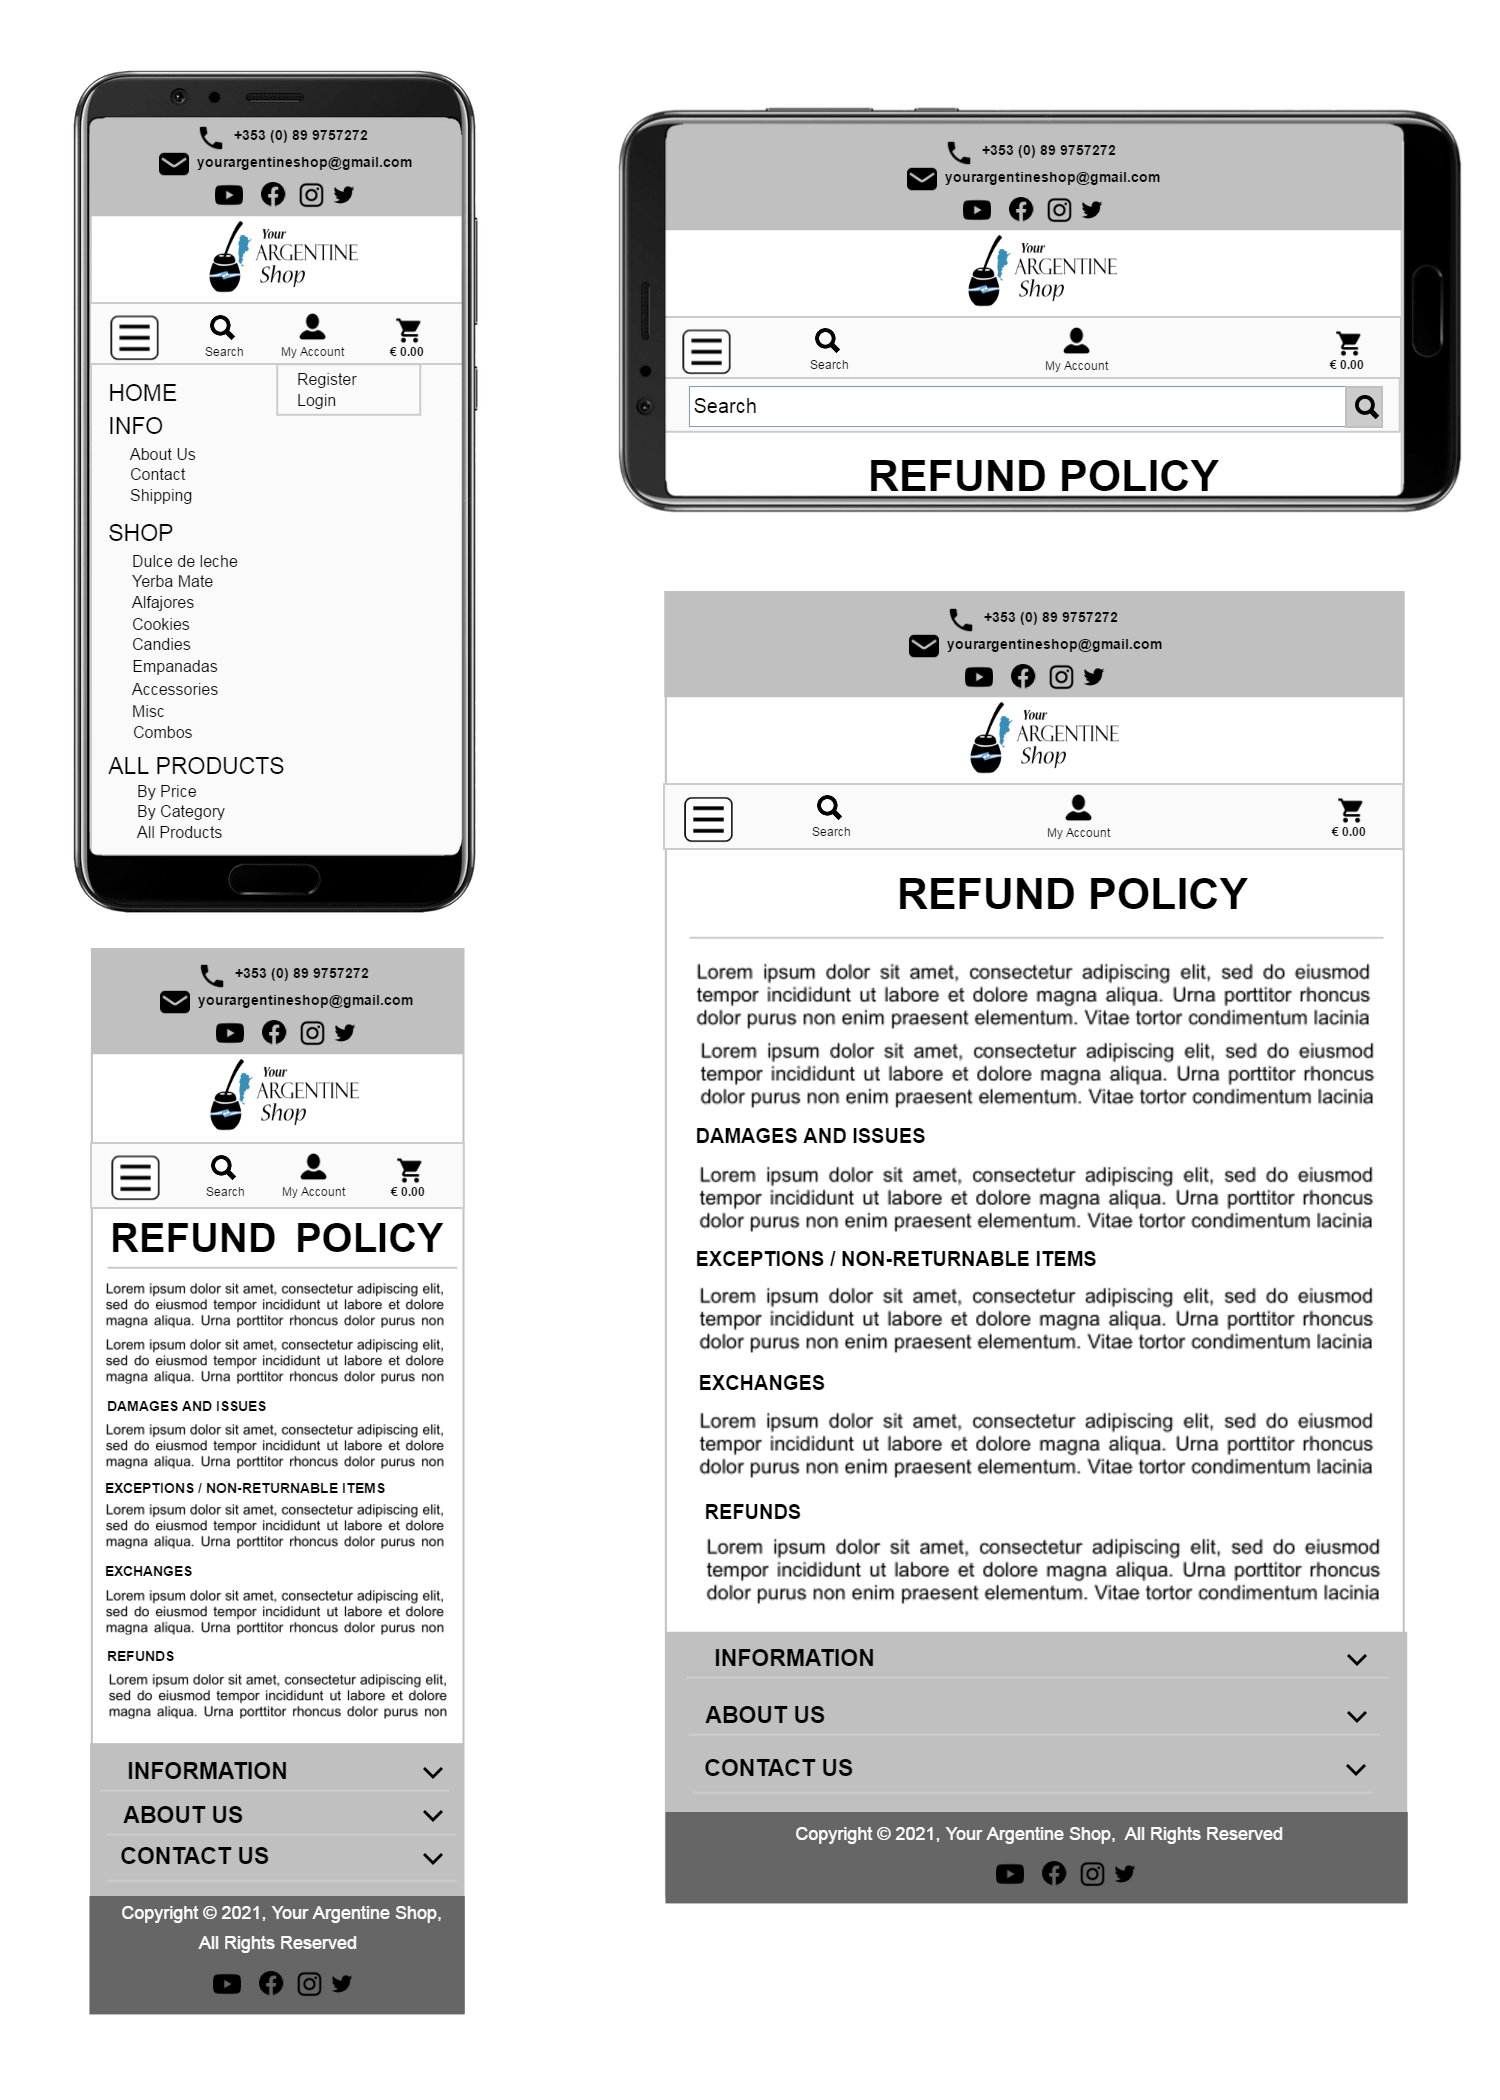 +353 (0) 89 9757272
yourargentineshop@gmail.com
Your
ARGENTINE
Shop
Search
My Account
€ 0.00
Register
Login
HOME
INFO
About Us
Contact
Shipping
SHOP
Dulce de leche
Yerba Mate
Alfajores
Cookies
Candies
Empanadas
Accessories
Misc
Combos
ALL PRODUCTS
By Price
By Category
All Products
+353 (0) 89 9757272
yourargentineshop@gmail.com
Your
ARGENTINE
Shop
Search
My Account
€ 0.00
REFUND POLICY
Lorem ipsum dolor sit amet, consectetur adipiscing elit,
sed do eiusmod tempor incididunt ut labore et dolore
magna aliqua. Urna porttitor rhoncus dolor purus non
Lorem ipsum dolor sit amet, consectetur adipiscing elit,
sed do eiusmod tempor incididunt ut labore et dolore
magna aliqua. Urna porttitor rhoncus dolor purus non
DAMAGES AND ISSUES
Lorem ipsum dolor sit amet, consectetur adipiscing elit,
sed do eiusmod tempor incididunt ut labore et dolore
magna aliqua. Urna porttitor rhoncus dolor purus non
EXCEPTIONS / NON-RETURNABLE ITEMS
Lorem ipsum dolor sit amet, consectetur adipiscing elit,
sed do eiusmod tempor incididunt ut labore et dolore
magna aliqua. Urna porttitor rhoncus dolor purus non
EXCHANGES
Lorem ipsum dolor sit amet, consectetur adipiscing elit,
sed do eiusmod tempor incididunt ut labore et dolore
magna aliqua. Urna porttitor rhoncus dolor purus non
REFUNDS
Lorem ipsum dolor sit amet, consectetur adipiscing elit,
sed do eiusmod tempor incididunt ut labore et dolore
magna aliqua. Urna porttitor rhoncus dolor purus non
INFORMATION
ABOUT US
CONTACT US
Copyright © 2021, Your Argentine Shop,
All Rights Reserved
+353 (0) 89 9757272
yourargentineshop@gmail.com
Your
ARGENTINE
Shop
Search
My Account
€ 0.00
Search
REFUND POLICY
+353 (0) 89 9757272
yourargentineshop@gmail.com
Your
ARGENTINE
Shop
Search
My Account
€ 0.00
REFUND POLICY
Lorem ipsum dolor sit amet, consectetur adipiscing elit, sed do eiusmod
tempor incididunt ut labore et dolore magna aliqua. Urna porttitor rhoncus
dolor purus non enim praesent elementum. Vitae tortor condimentum lacinia
Lorem ipsum dolor sit amet, consectetur adipiscing elit, sed do eiusmod
tempor incididunt ut labore et dolore magna aliqua. Urna porttitor rhoncus
dolor purus non enim praesent elementum. Vitae tortor condimentum lacinia
DAMAGES AND ISSUES
Lorem ipsum dolor sit amet, consectetur adipiscing elit, sed do eiusmod
tempor incididunt ut labore et dolore magna aliqua. Urna porttitor rhoncus
dolor purus non enim praesent elementum. Vitae tortor condimentum lacinia
EXCEPTIONS / NON-RETURNABLE ITEMS
Lorem ipsum dolor sit amet, consectetur adipiscing elit, sed do eiusmod
tempor incididunt ut labore et dolore magna aliqua. Urna porttitor rhoncus
dolor purus non enim praesent elementum. Vitae tortor condimentum lacinia
EXCHANGES
Lorem ipsum dolor sit amet, consectetur adipiscing elit, sed do eiusmod
tempor incididunt ut labore et dolore magna aliqua. Urna porttitor rhoncus
dolor purus non enim praesent elementum. Vitae tortor condimentum lacinia
REFUNDS
Lorem ipsum dolor sit amet, consectetur adipiscing elit, sed do eiusmod
tempor incididunt ut labore et dolore magna aliqua. Urna porttitor rhoncus
dolor purus non enim praesent elementum. Vitae tortor condimentum lacinia
INFORMATION
ABOUT US
CONTACT US
Copyright © 2021, Your Argentine Shop, All Rights Reserved